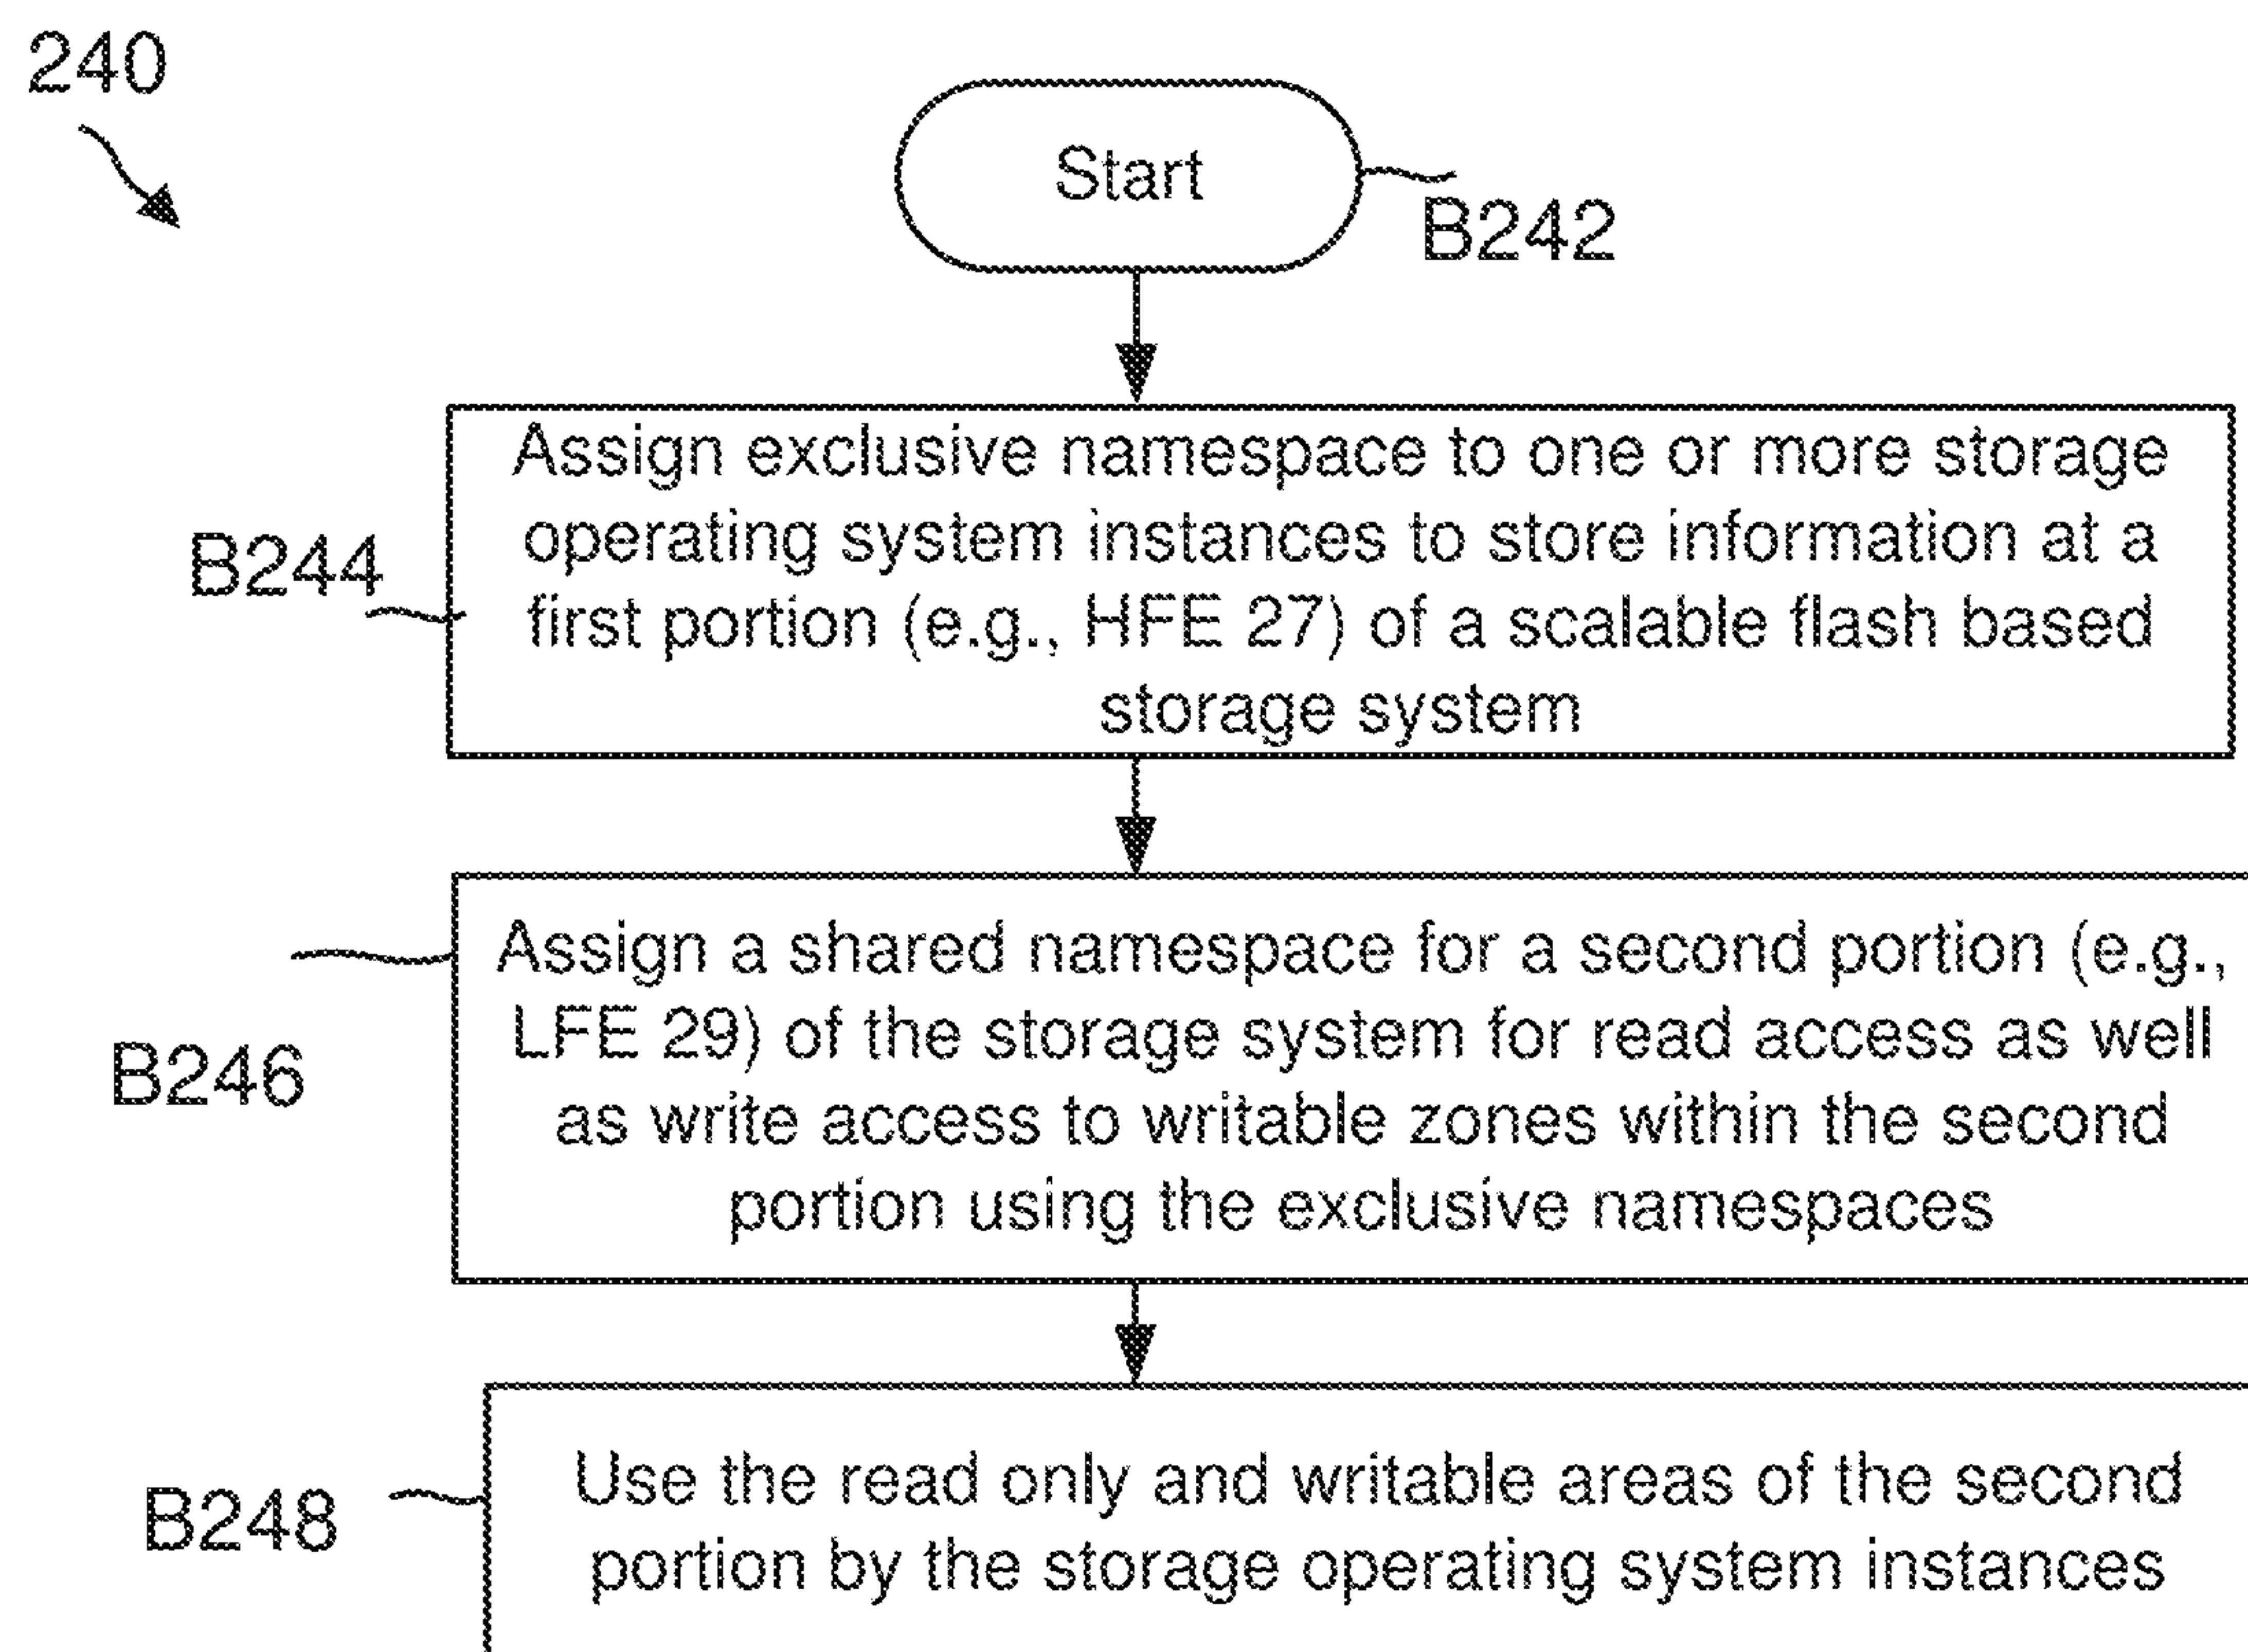 240
Start
B242
Assign exclusive namespace to one or more storage
operating system instances to store information at a
B244
first portion (e.g., HFE 27) of a scalable flash based
storage system
Assign a shared namespace for a second portion (e.g.,
LFE 29) of the storage system for read access as well
B246
as write access to writable zones within the second
portion using the exclusive namespaces
Use the read only and writable areas of the second
B248
portion by the storage operating system instances